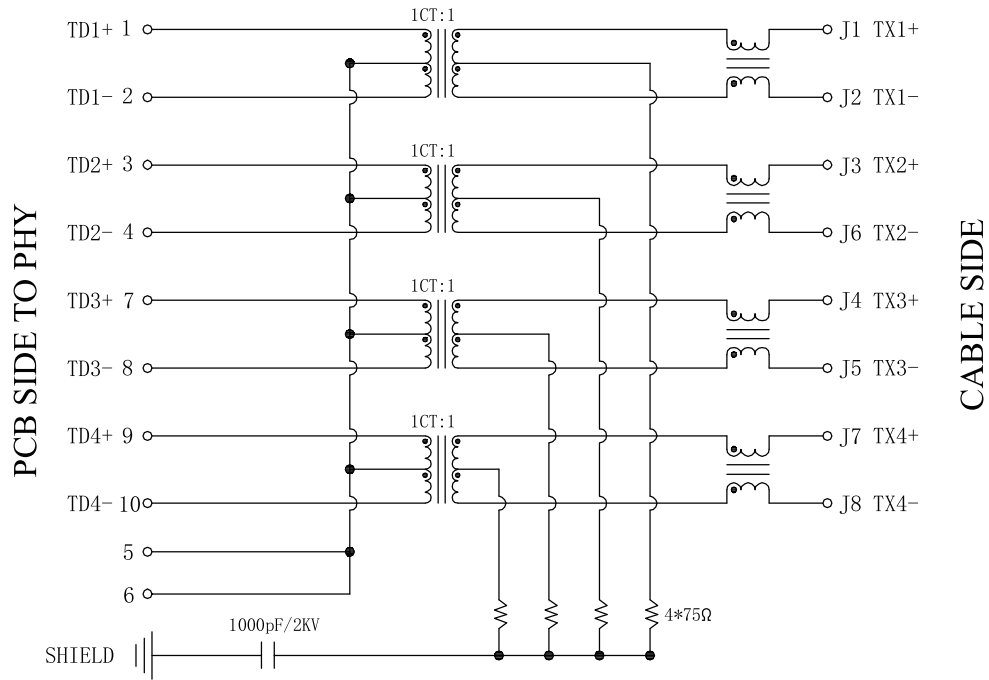 1CT:1
TD1+ 1 J1 TX1+
TD1- 2 J2 TX1-
1CT:1
TD2+ 3 J3 TX2+
TD2- 4 J6 TX2-
1CT:1
TD3+ 7 J4 TX3+
TD3- 8 J5 TX3-
1CT:1
TD4+ 9 J7 TX4+
TD4- 10 J8 TX4-
5
6
PCB SIDE TO PHY
CABLE SIDE
4*75Ω
1000pF/2KV
SHIELD